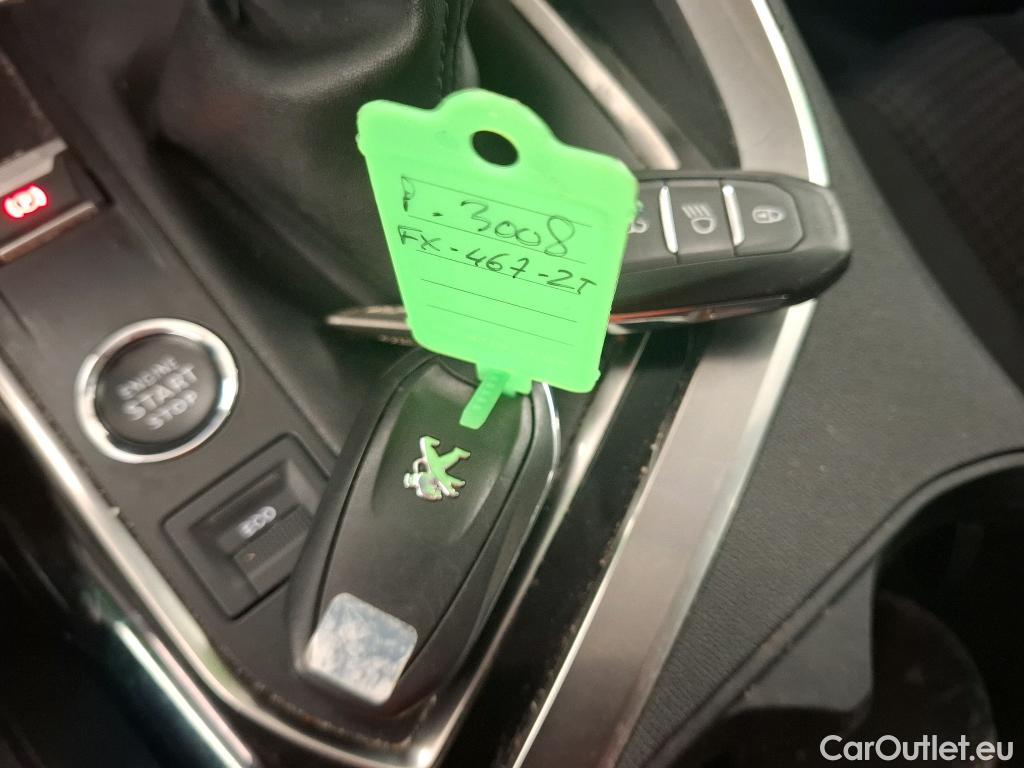 P. 3008
FX-467-ZT
ENGINE
START
STOP
ECO
CarOutlet.eu